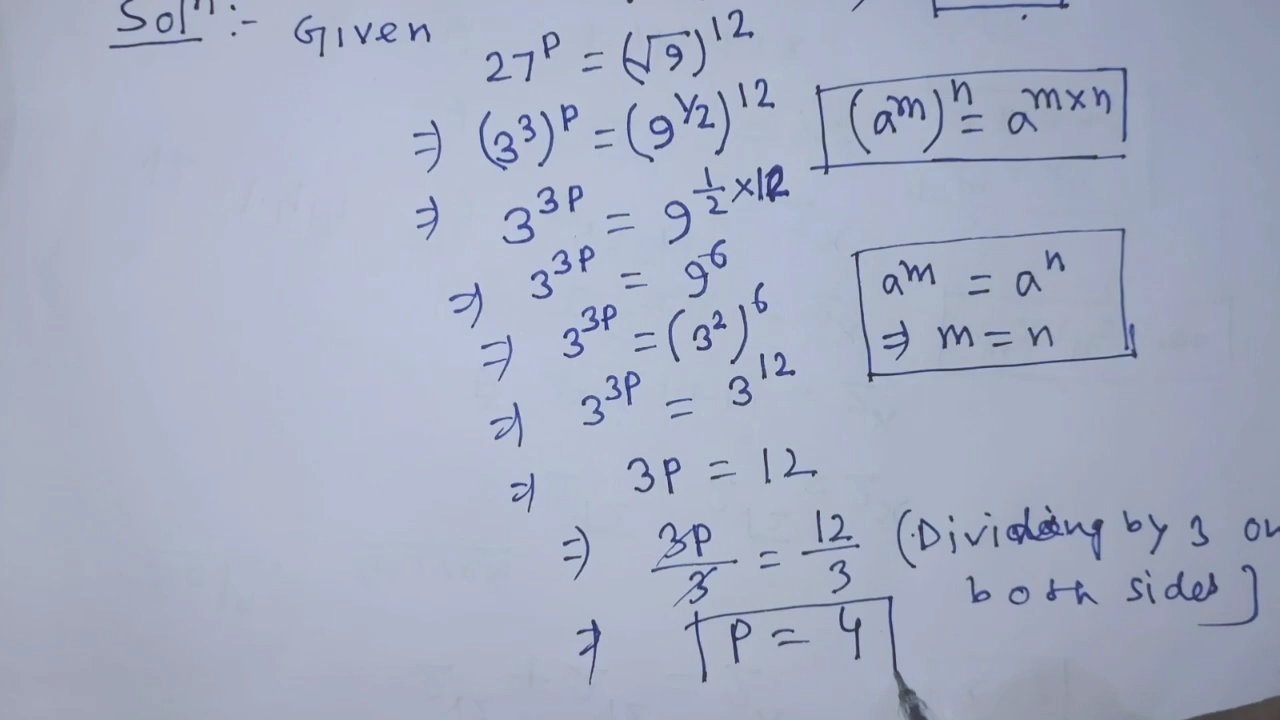 Solⁿ :- Given
27^P = (√9)^12
⇒ (3^3)^P = (9^1/2)^12
(a^m)^n = a^m×n
⇒ 3^3P = 9^1/2 ×12
⇒ 3^3P = 9^6
a^m = a^n
⇒ 3^3P = (3^2)^6
⇒ m = n
⇒ 3^3P = 3^12
⇒ 3P = 12
⇒ 3P/3 = 12/3 (Dividing by 3 on
both sides]
⇒ P = 4